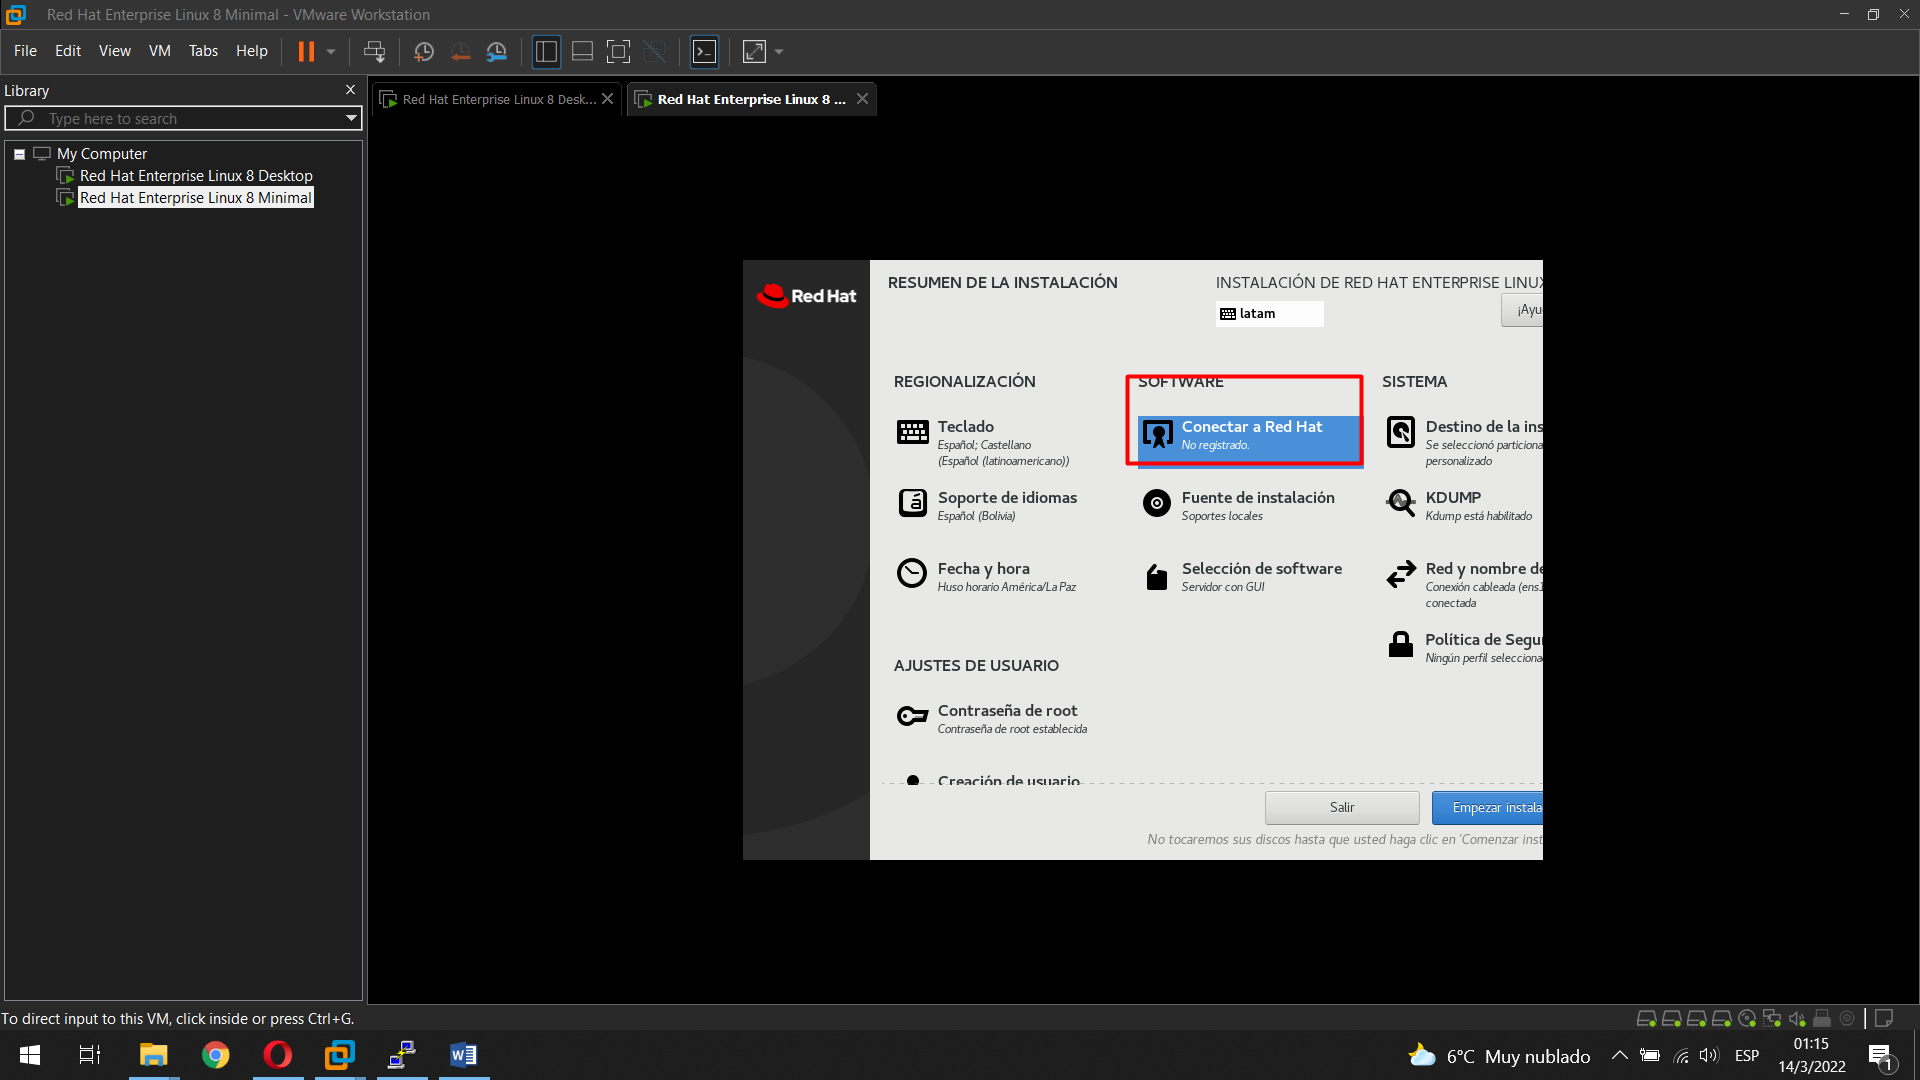 Red Hat Enterprise Linux 8 Minimal - VMware Workstation
File Edit View VM Tabs Help
Library
Type here to search
My Computer
Red Hat Enterprise Linux 8 Desktop
Red Hat Enterprise Linux 8 Minimal
Red Hat Enterprise Linux 8 Desk...
Red Hat Enterprise Linux 8 ...
Red Hat
RESUMEN DE LA INSTALACIÓN
INSTALACIÓN DE RED HAT ENTERPRISE LINUX
latam
¡Ayu
REGIONALIZACIÓN
Teclado
Español; Castellano
(Español (latinoamericano))
Soporte de idiomas
Español (Bolivia)
Fecha y hora
Huso horario América/La Paz
SOFTWARE
Conectar a Red Hat
No registrado.
Fuente de instalación
Soportes locales
Selección de software
Servidor con GUI
SISTEMA
Destino de la ins
Se seleccionó particiona
personalizado
KDUMP
Kdump está habilitado
Red y nombre de
Conexión cableada (ens1
conectada
Política de Segur
Ningún perfil selecciona
AJUSTES DE USUARIO
Contraseña de root
Contraseña de root establecida
Creación de usuario
Salir
Empezar instala
No tocaremos sus discos hasta que usted haga clic en 'Comenzar inst
To direct input to this VM, click inside or press Ctrl+G.
6°C Muy nublado
ESP
01:15
14/3/2022
1